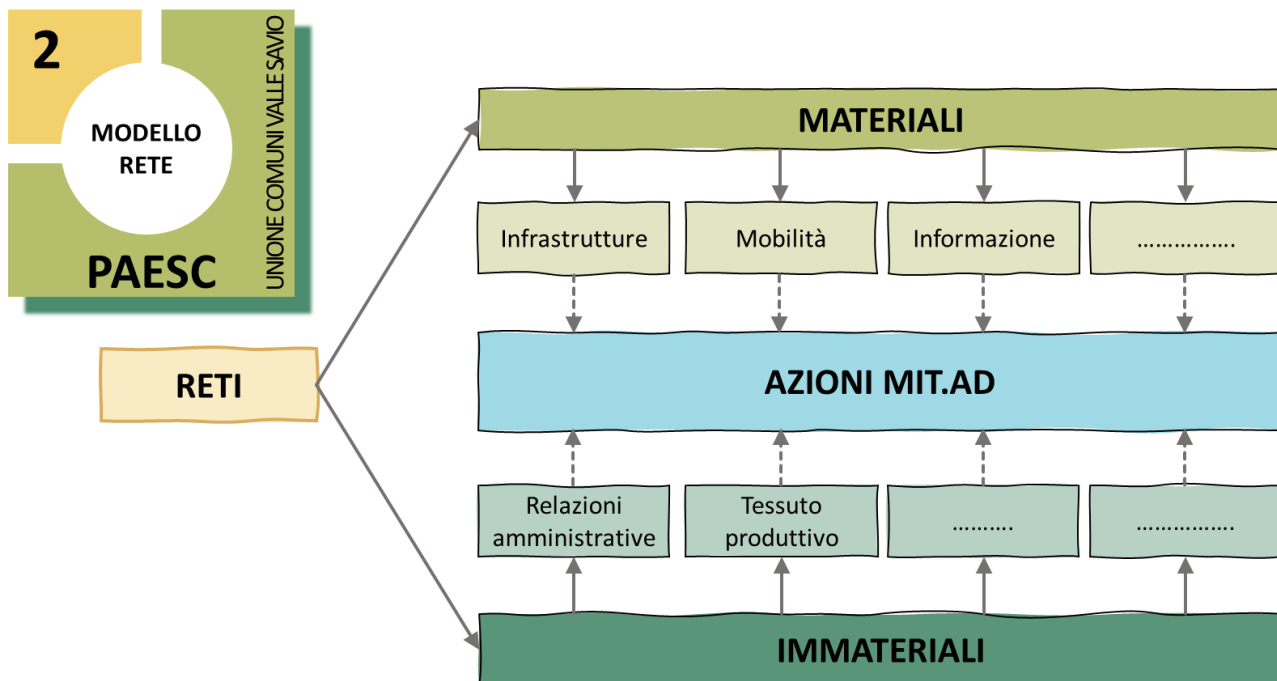 2
MODELLO
RETE
PAESC
UNIONE COMUNI VALLE SAVIO
RETI
MATERIALI
Infrastrutture
Mobilità
Informazione
…………….
AZIONI MIT.AD
Relazioni
amministrative
Tessuto
produttivo
……….
…………….
IMMATERIALI